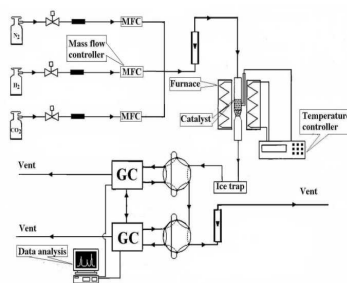 N2
MFC
Mass flow
controller
H2
MFC
Furnace
Catalyst
CO2
MFC
Temperature
controller
Vent
GC
Ice trap
Vent
Vent
GC
Data analysis